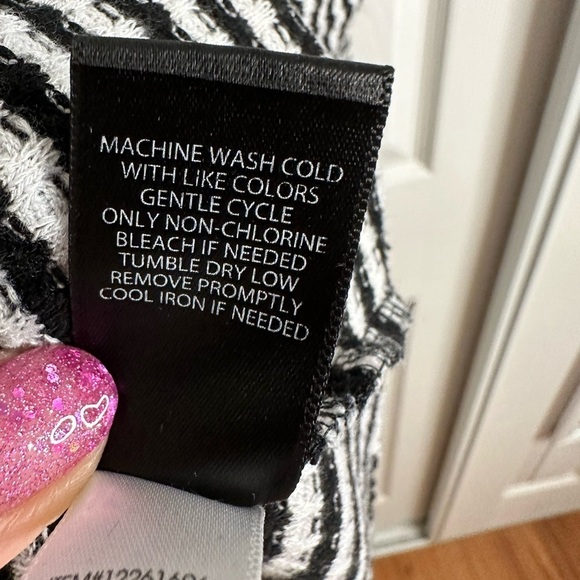 MACHINE WASH COLD
WITH LIKE COLORS
GENTLE CYCLE
ONLY NON-CHLORINE
BLEACH IF NEEDED
TUMBLE DRY LOW
REMOVE PROMPTLY
COOL IRON IF NEEDED